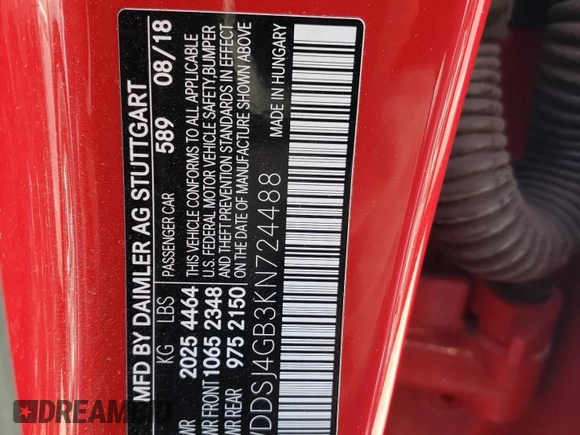 MFD BY DAIMLER AG STUTTGART
PASSENGER CAR 589 08/18
KG LBS
2025 4464
FRONT 1065 2348
REAR 975 2150
THIS VEHICLE CONFORMS TO ALL APPLICABLE
U.S. FEDERAL MOTOR VEHICLE SAFETY,BUMPER
AND THEFT PREVENTION STANDARDS IN EFFECT
ON THE DATE OF MANUFACTURE SHOWN ABOVE
MADE IN HUNGARY
WDDSJ4GB3KN724488
DREAMBID